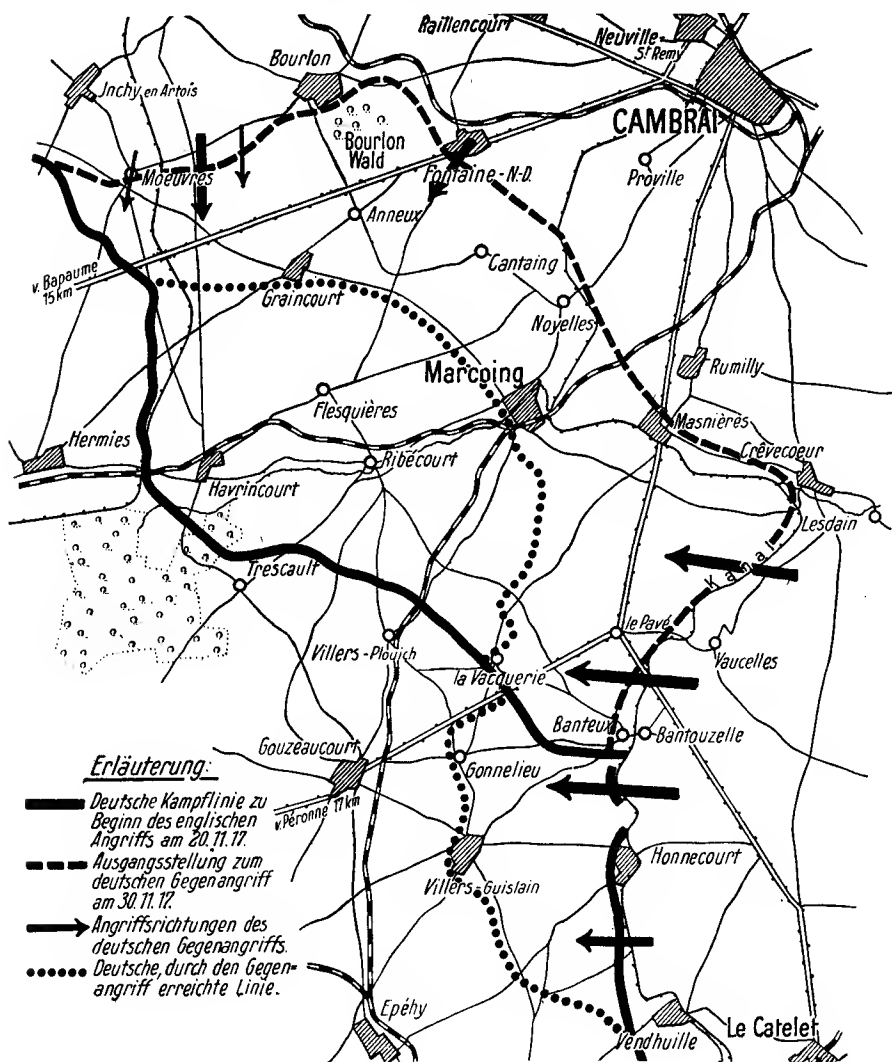 Raillencourt
Neuville-
St Remy
Bourlon
Jnchy en Artois
CAMBRAI
Bourlon
Wald
Moeuvres
Fontaine-N-D.
Proville
Anneux
Cantaing
v. Bapaume
15 km
Graincourt
Noyelles
Marcoing
Rumilly
Flesquières
Masnières
Hermies
Ribécourt
Crêvecoeur
Havrincourt
Lesdain
Kanal
Trescault
le Pavé
Villers-Plouich
Vaucelles
la Vacquerie
Banteux
Bantouzelle
Gouzeaucourt
Gonnelieu
v. Péronne 17 km
Honnecourt
Villers-Guislain
Epéhy
Le Catelet
Vendhuille
Erläuterung:
Deutsche Kampflinie zu
Beginn des englischen
Angriffs am 20.11.17.
Ausgangsstellung zum
deutschen Gegenangriff
am 30.11.17.
Angriffsrichtungen des
deutschen Gegenangriffs.
Deutsche, durch den Gegen-
angriff erreichte Linie.